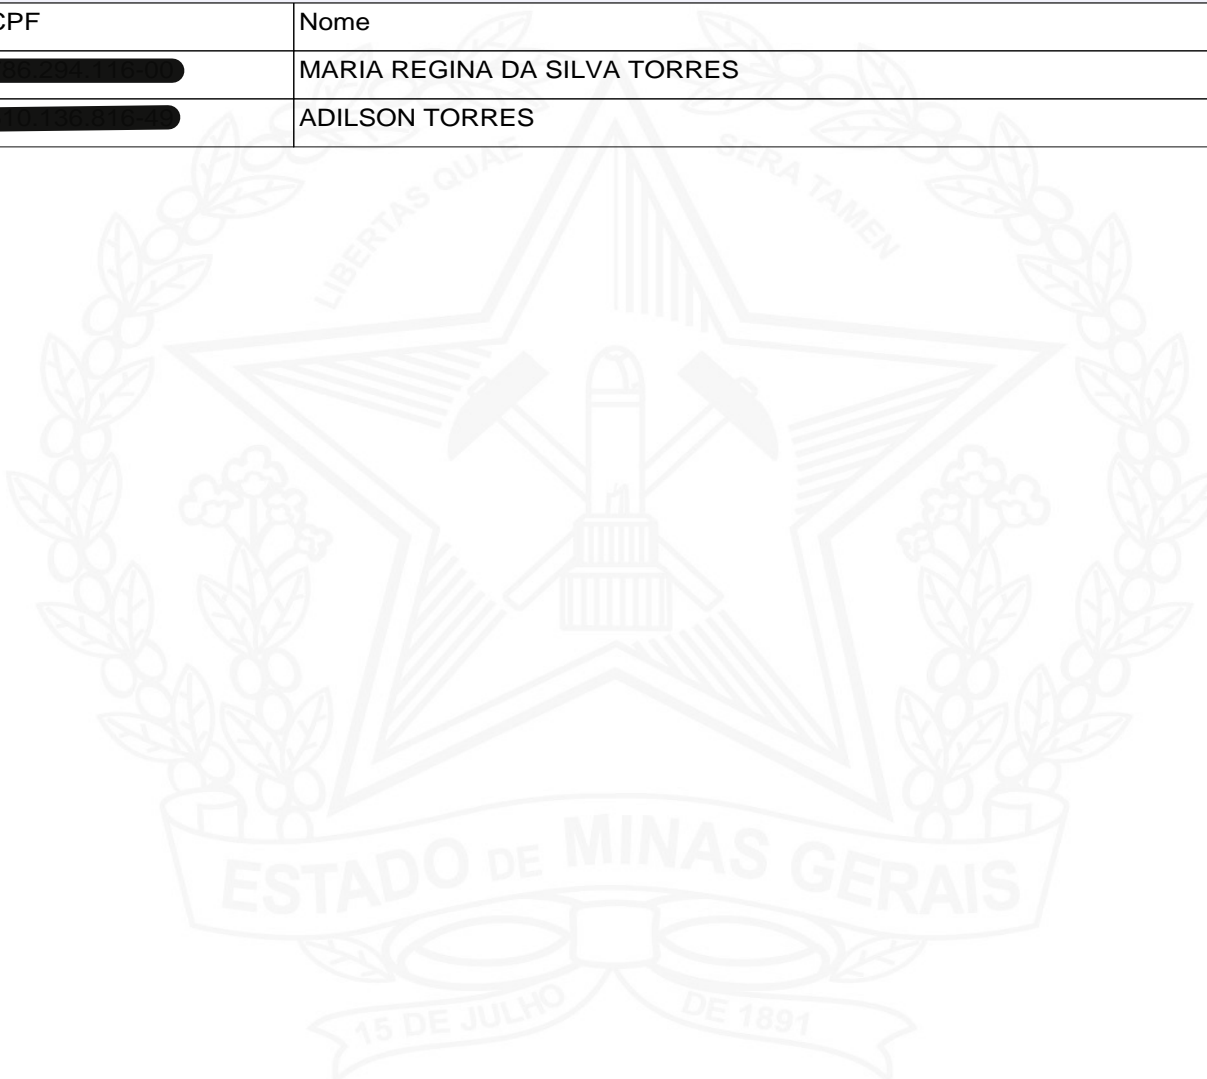 CPF Nome
MARIA REGINA DA SILVA TORRES
ADILSON TORRES
LIBERTAS QUAE SERA TAMEN
ESTADO DE MINAS GERAIS
15 DE JULHO DE 1891